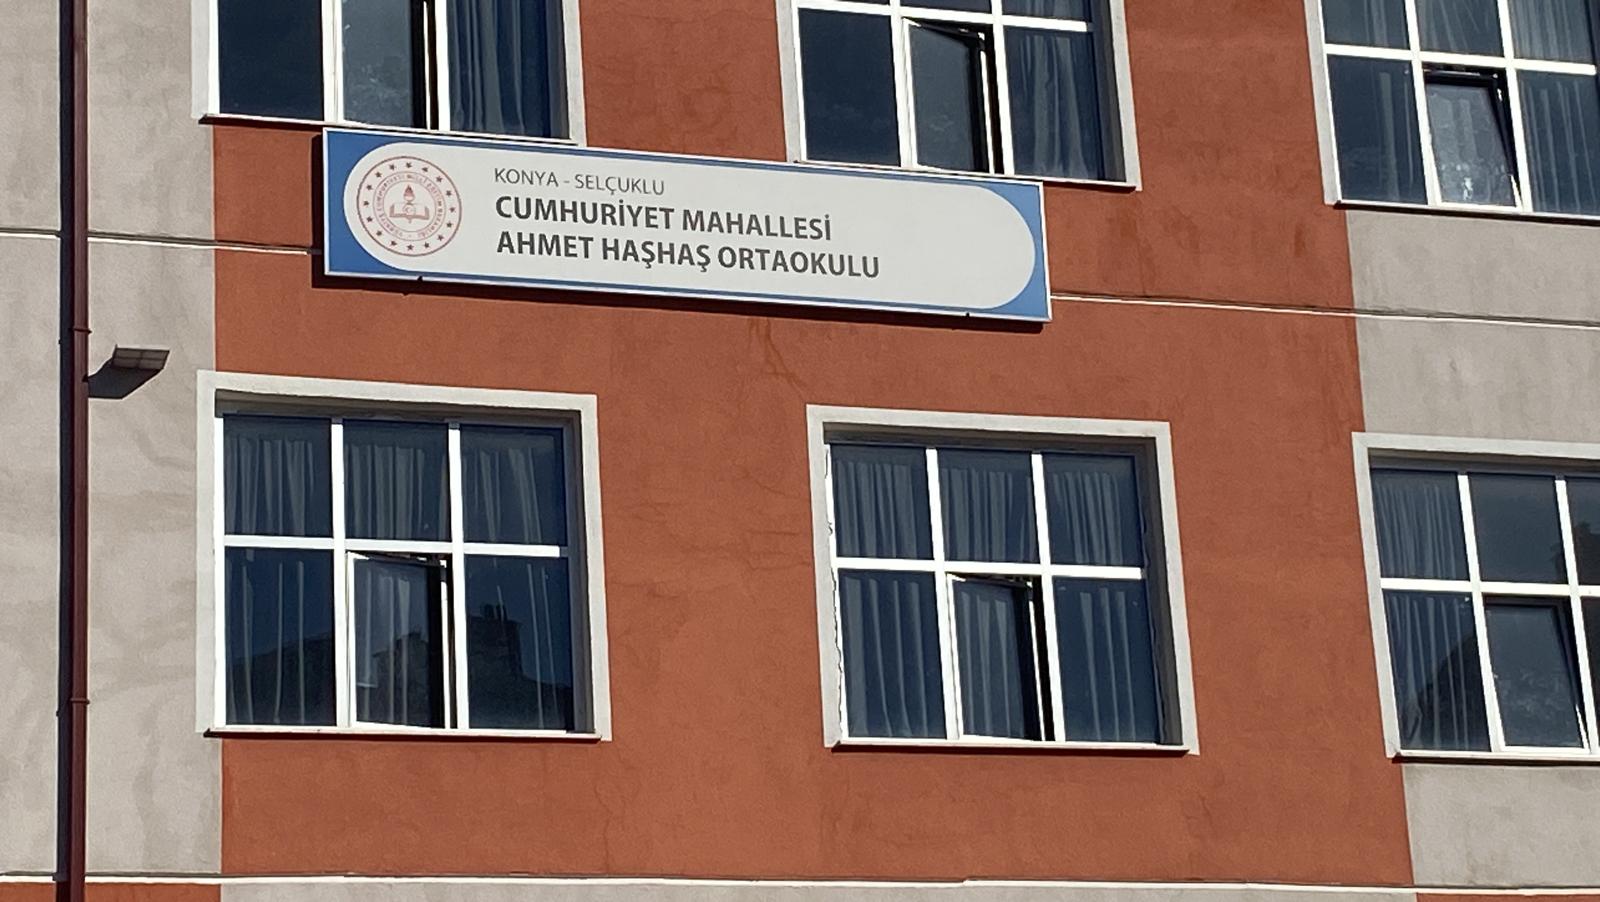 KONYA - SELÇUKLU
CUMHURİYET MAHALLESİ
AHMET HAŞHAŞ ORTAOKULU